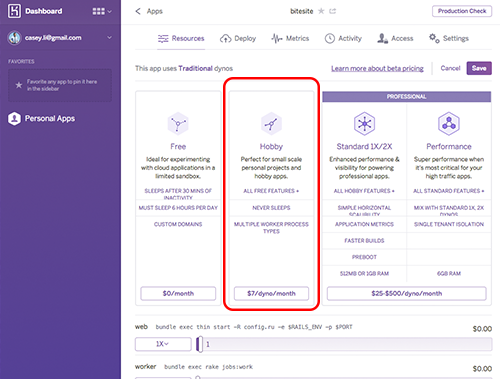 Dashboard
casey.li@gmail.com
FAVORITES
Favorite any app to pin it here
in the sidebar
Personal Apps
Apps
bitesite
Production Check
Resources
Deploy
Metrics
Activity
Access
Settings
This app uses Traditional dynos.
Learn more about beta pricing
Cancel
Save
Free
Ideal for experimenting
with cloud applications in a
limited sandbox.
SLEEPS AFTER 30 MINS OF
INACTIVITY
MUST SLEEP 6 HOURS PER DAY
CUSTOM DOMAINS
$0/month
Hobby
Perfect for small scale
personal projects and
hobby apps.
ALL FREE FEATURES +
NEVER SLEEPS
MULTIPLE WORKER PROCESS
TYPES
$7/dyno/month
PROFESSIONAL
Standard 1X/2X
Enhanced performance &
visibility for powering
professional apps.
ALL HOBBY FEATURES +
SIMPLE HORIZONTAL
SCALABILITY
APPLICATION METRICS
FASTER BUILDS
PREBOOT
512MB OR 1GB RAM
Performance
Super performance when
it's most critical for your
high traffic apps.
ALL STANDARD FEATURES +
MIX WITH STANDARD 1X, 2X
DYNOS
SINGLE TENANT ISOLATION
6GB RAM
$25-$500/dyno/month
web bundle exec thin start -R config.ru -e $RAILS_ENV -p $PORT $0.00
1X
1
worker bundle exec rake jobs:work $0.00